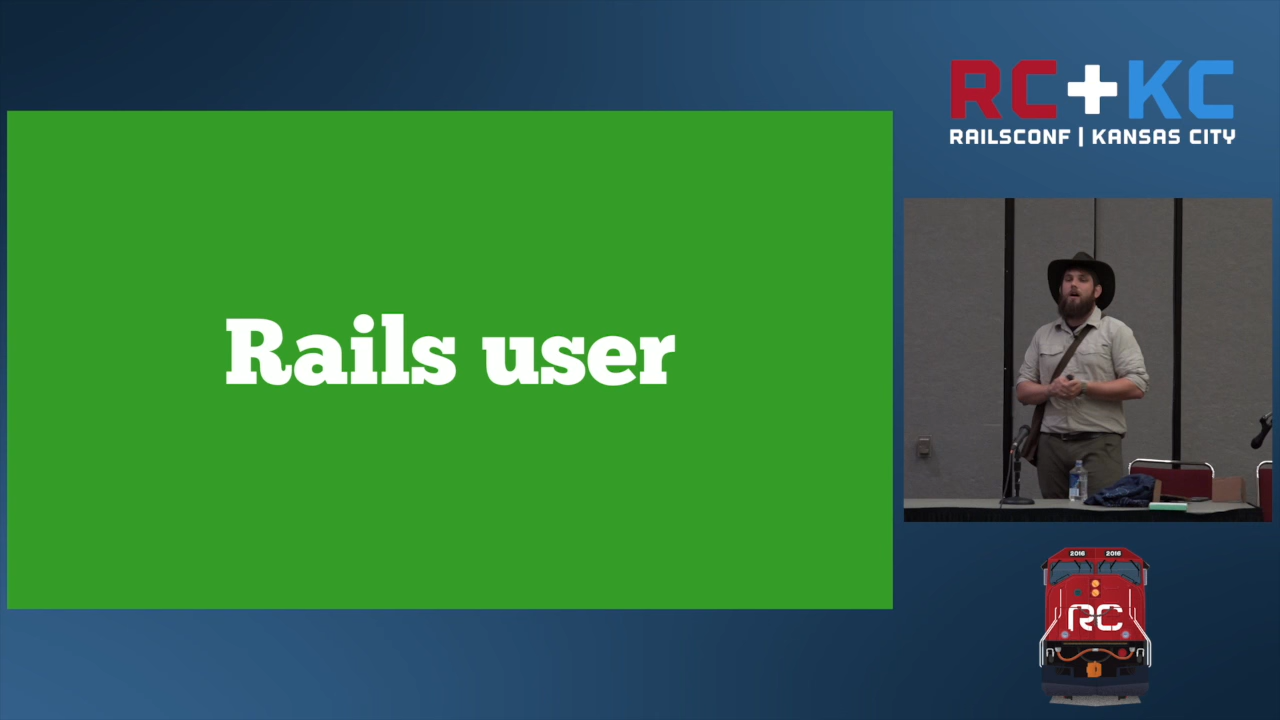 RC+KC
RAILSCONF | KANSAS CITY
Rails user
2016 2016
RC